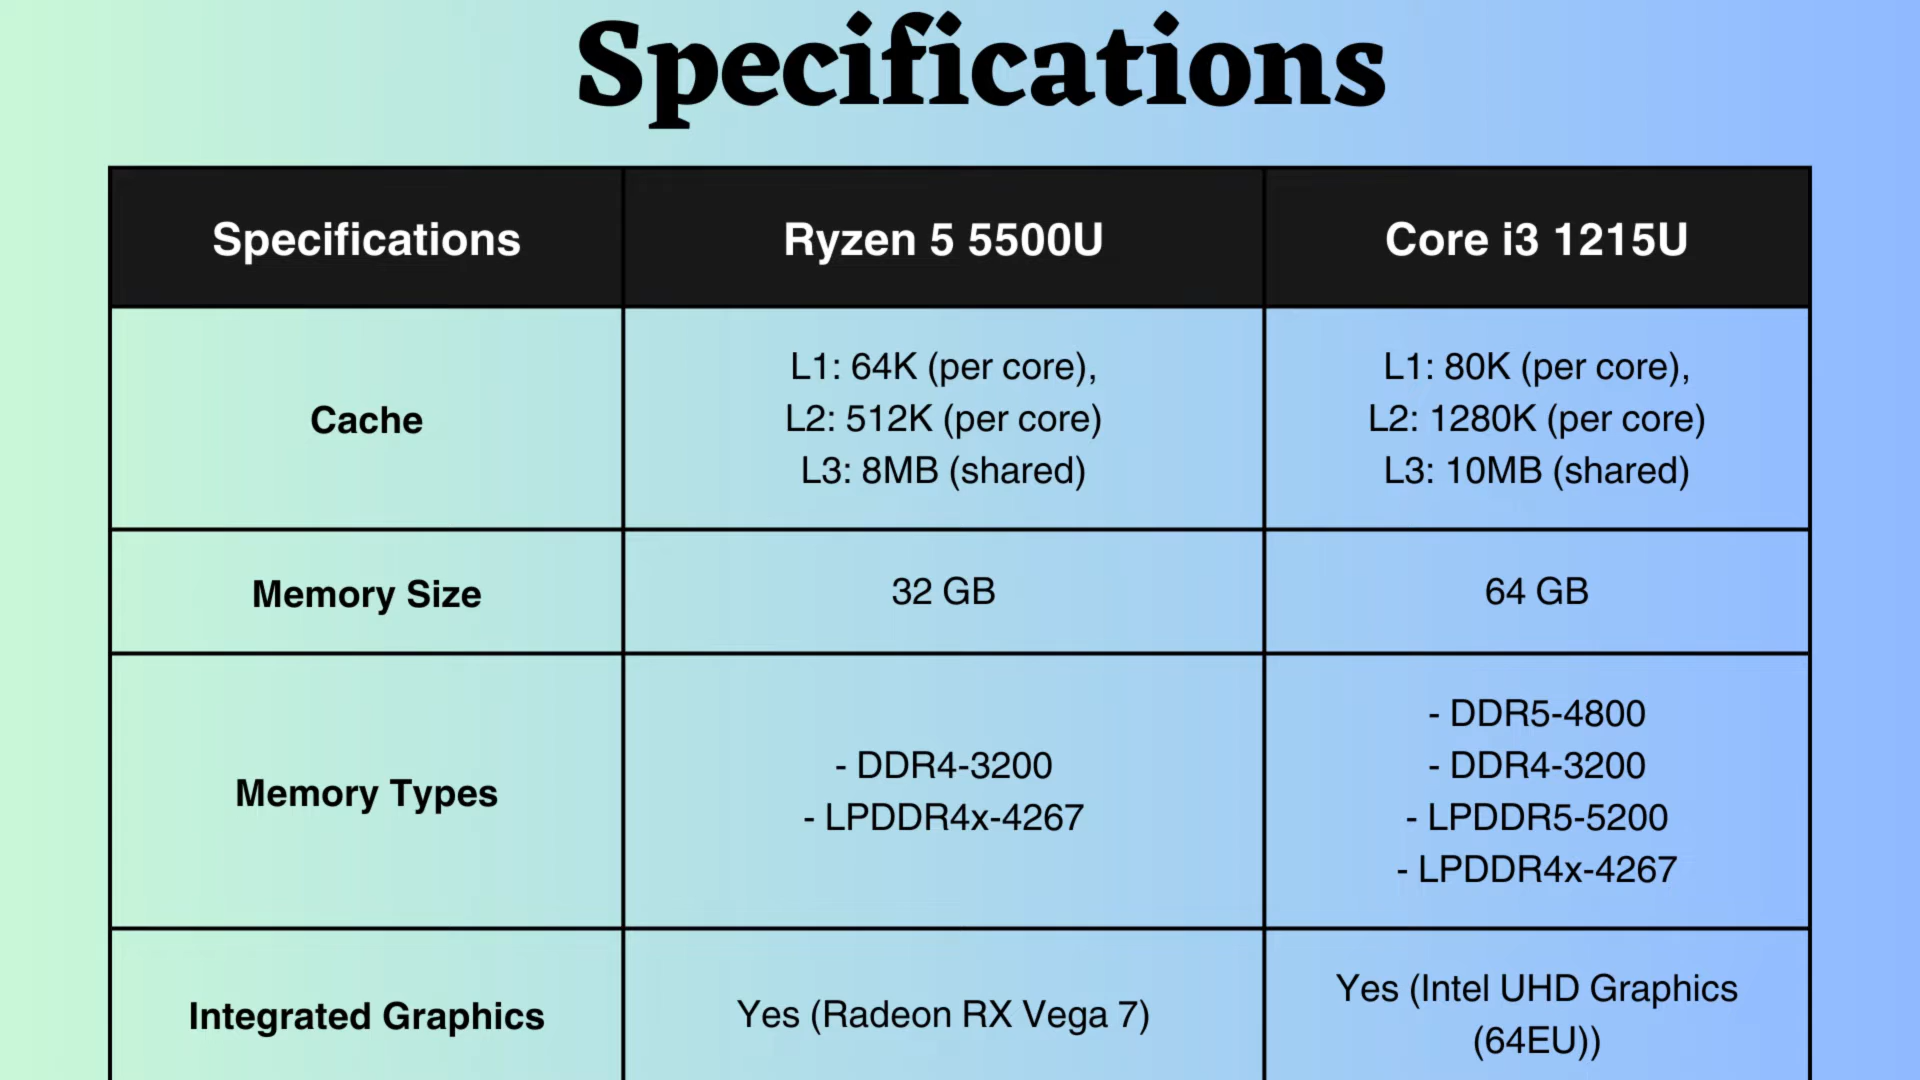 Specifications
Specifications
Ryzen 5 5500U
Core i3 1215U
Cache
L1: 64K (per core),
L2: 512K (per core)
L3: 8MB (shared)
L1: 80K (per core),
L2: 1280K (per core)
L3: 10MB (shared)
Memory Size
32 GB
64 GB
Memory Types
- DDR4-3200
- LPDDR4x-4267
- DDR5-4800
- DDR4-3200
- LPDDR5-5200
- LPDDR4x-4267
Integrated Graphics
Yes (Radeon RX Vega 7)
Yes (Intel UHD Graphics
(64EU))